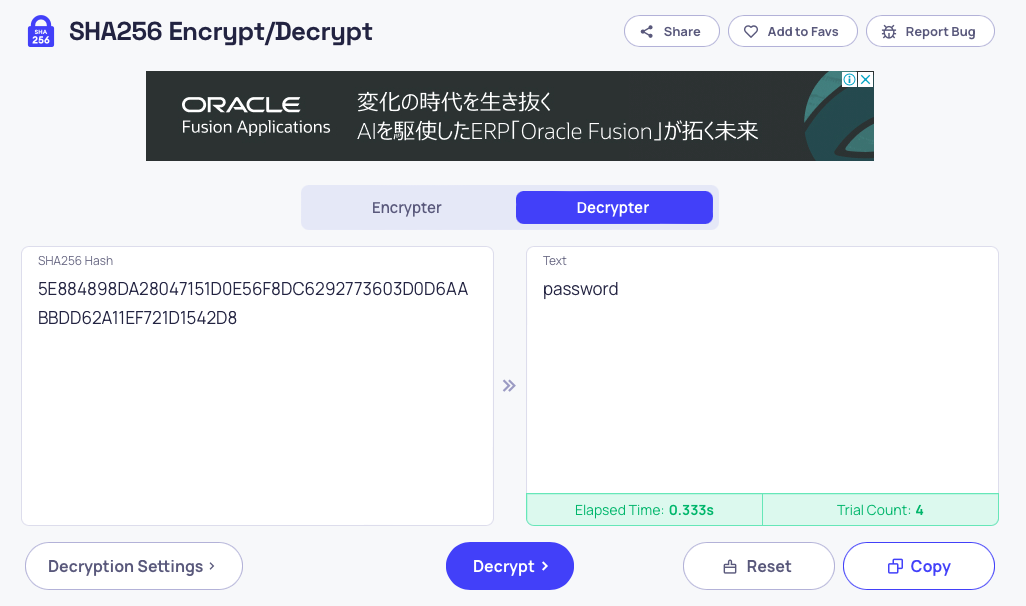 SHA
256
SHA256 Encrypt/Decrypt
Share
Add to Favs
Report Bug
ORACLE
Fusion Applications
変化の時代を生き抜く
AIを駆使したERP「Oracle Fusion」が拓く未来
Encrypter
Decrypter
SHA256 Hash
5E884898DA28047151D0E56F8DC6292773603D0D6AA
BBDD62A11EF721D1542D8
Text
password
Elapsed Time: 0.333s
Trial Count: 4
Decryption Settings
Decrypt
Reset
Copy